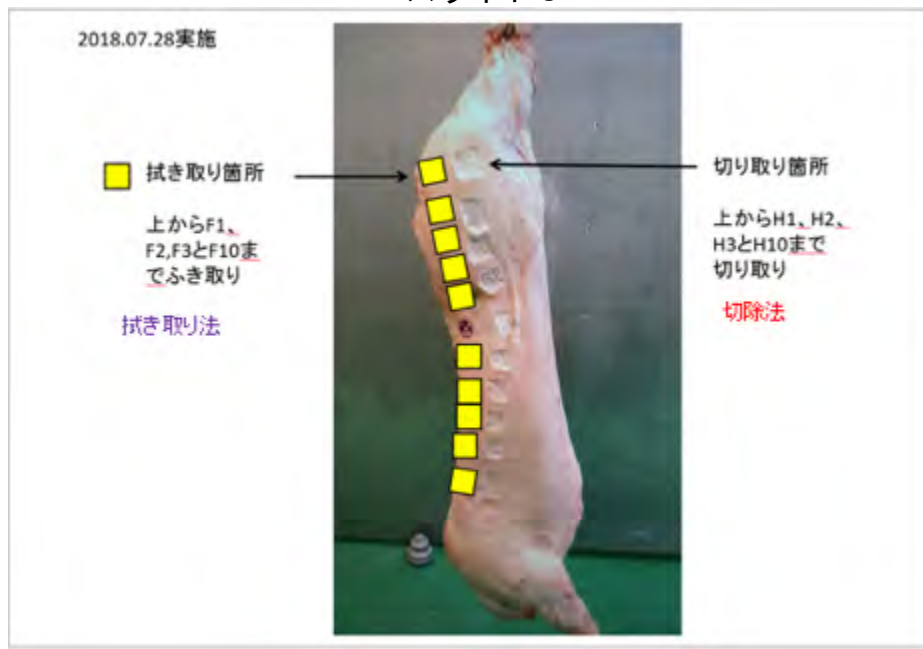 2018.07.28実施
拭き取り箇所
上からF1、
F2,F3とF10ま
でふき取り
拭き取り法
切り取り箇所
上からH1、H2、
H3とH10まで
切り取り
切除法